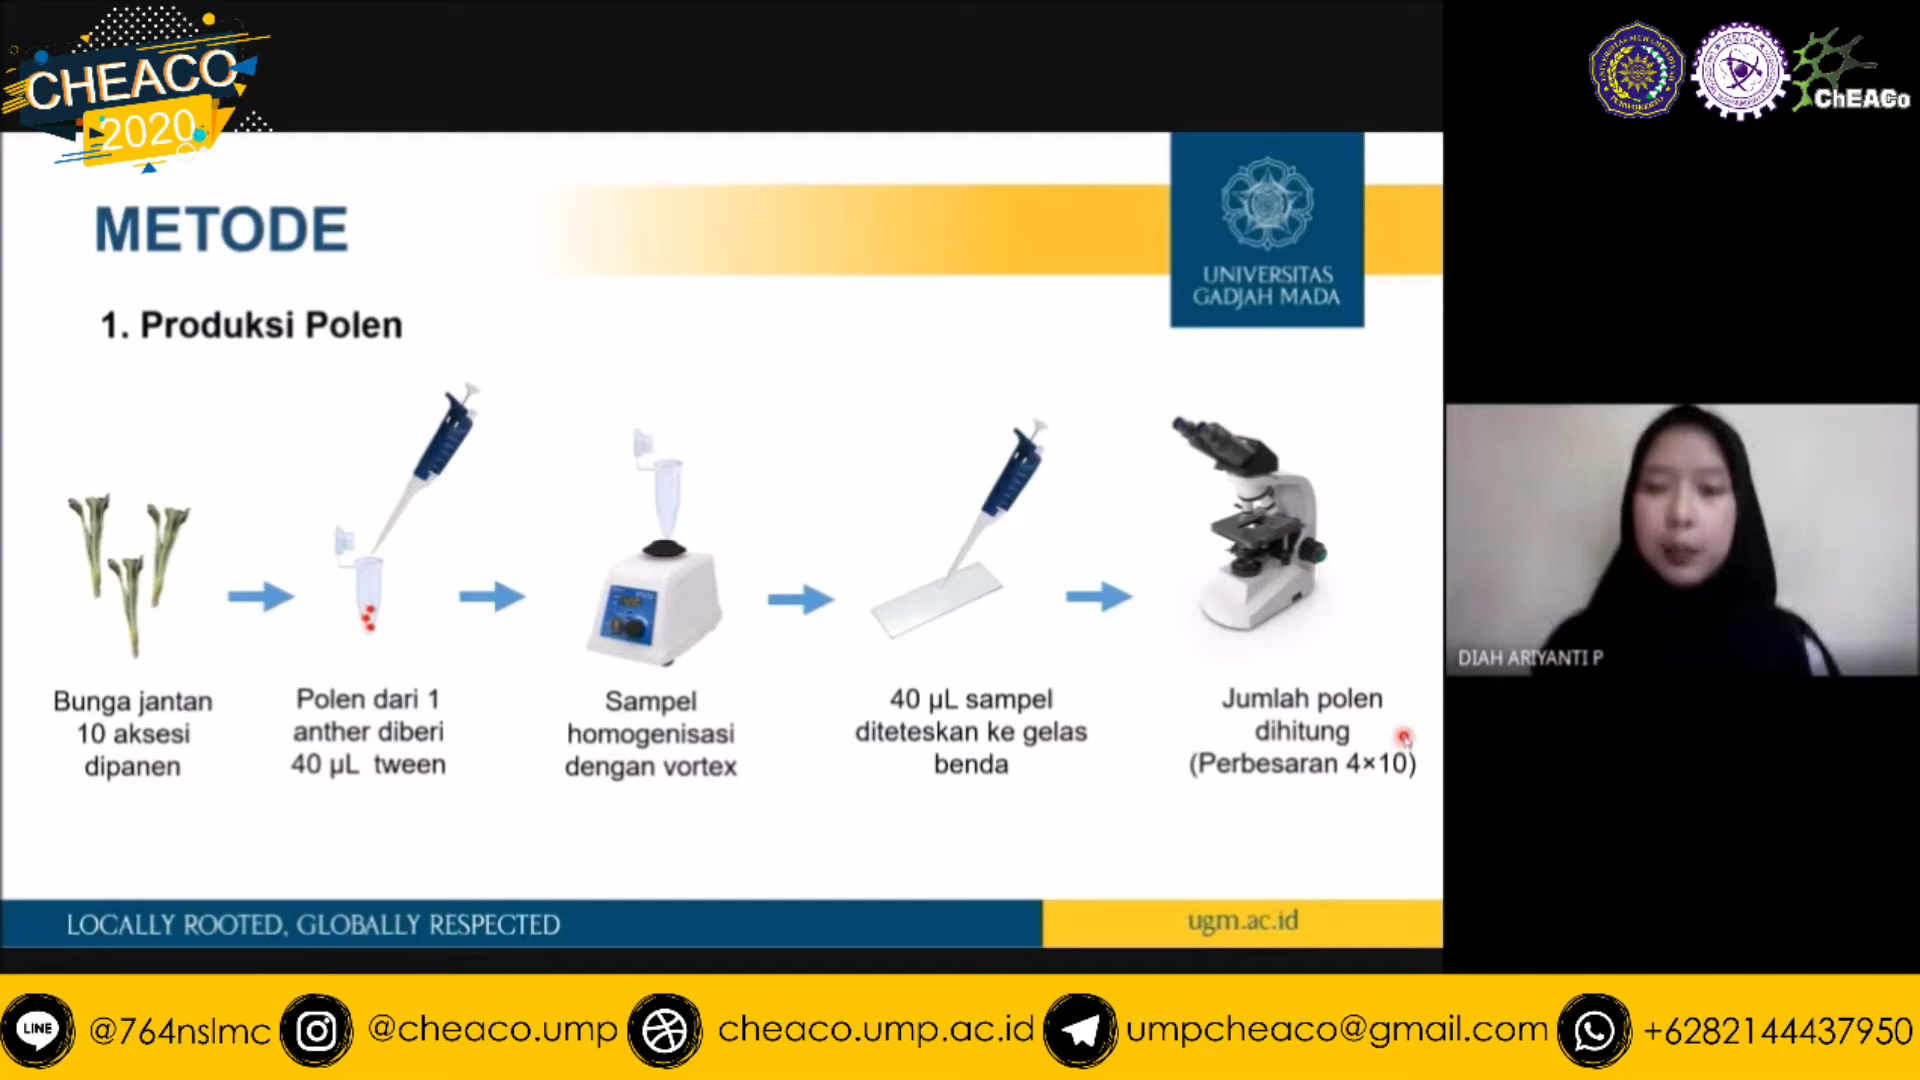 CHEACO
2020
ChEACo
METODE
UNIVERSITAS
GADJAH MADA
1. Produksi Polen
Bunga jantan
10 aksesi
dipanen
Polen dari 1
anther diberi
40 µL tween
Sampel
homogenisasi
dengan vortex
40 µL sampel
diteteskan ke gelas
benda
Jumlah polen
dihitung
(Perbesaran 4×10)
DIAH ARIYANTI P
LOCALLY ROOTED, GLOBALLY RESPECTED
ugm.ac.id
LINE
@764nslmc
@cheaco.ump
cheaco.ump.ac.id
umpcheaco@gmail.com
+6282144437950